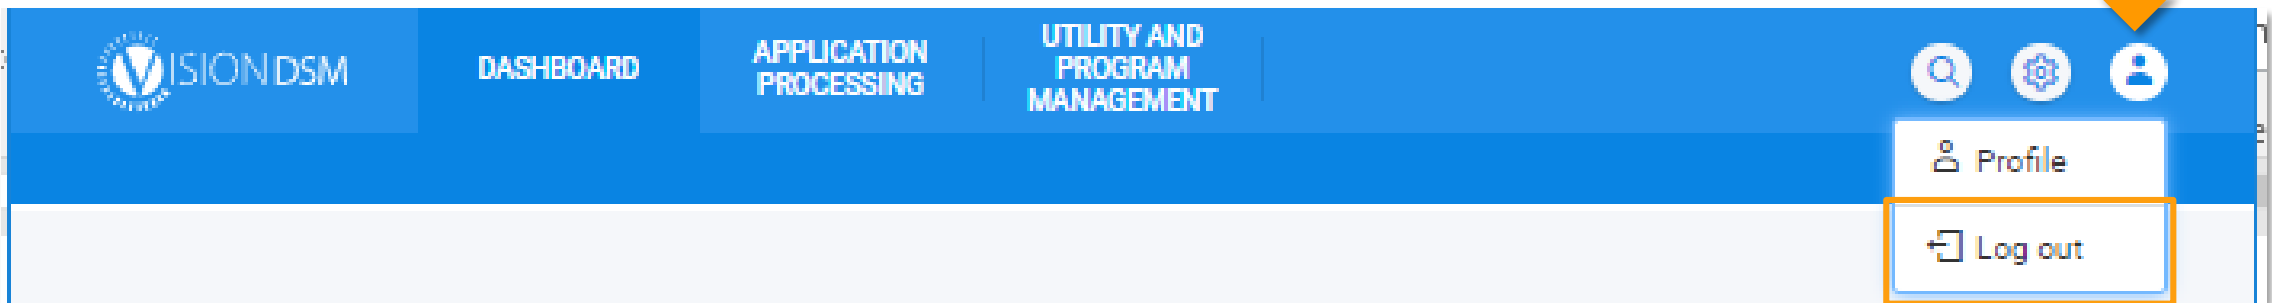 VISION DSM
DASHBOARD
APPLICATION
PROCESSING
UTILITY AND
PROGRAM
MANAGEMENT
Profile
Log out